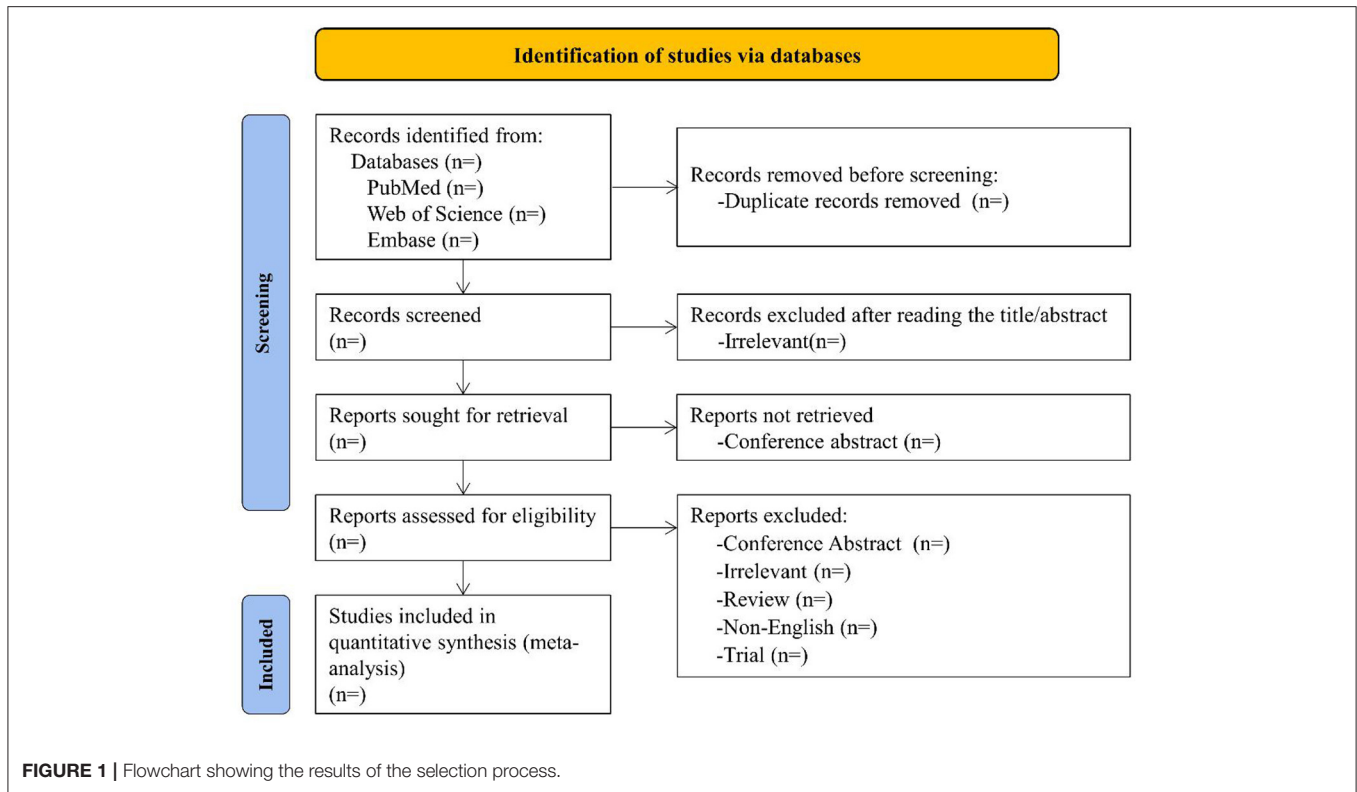 Identification of studies via databases
Screening
Records identified from:
Databases (n=)
PubMed (n=)
Web of Science (n=)
Embase (n=)
Records removed before screening:
-Duplicate records removed (n=)
Records screened
(n=)
Records excluded after reading the title/abstract
-Irrelevant(n=)
Reports sought for retrieval
(n=)
Reports not retrieved
-Conference abstract (n=)
Reports assessed for eligibility
(n=)
Reports excluded:
-Conference Abstract (n=)
-Irrelevant (n=)
-Review (n=)
-Non-English (n=)
-Trial (n=)
Included
Studies included in
quantitative synthesis (meta-
analysis)
(n=)
FIGURE 1 | Flowchart showing the results of the selection process.